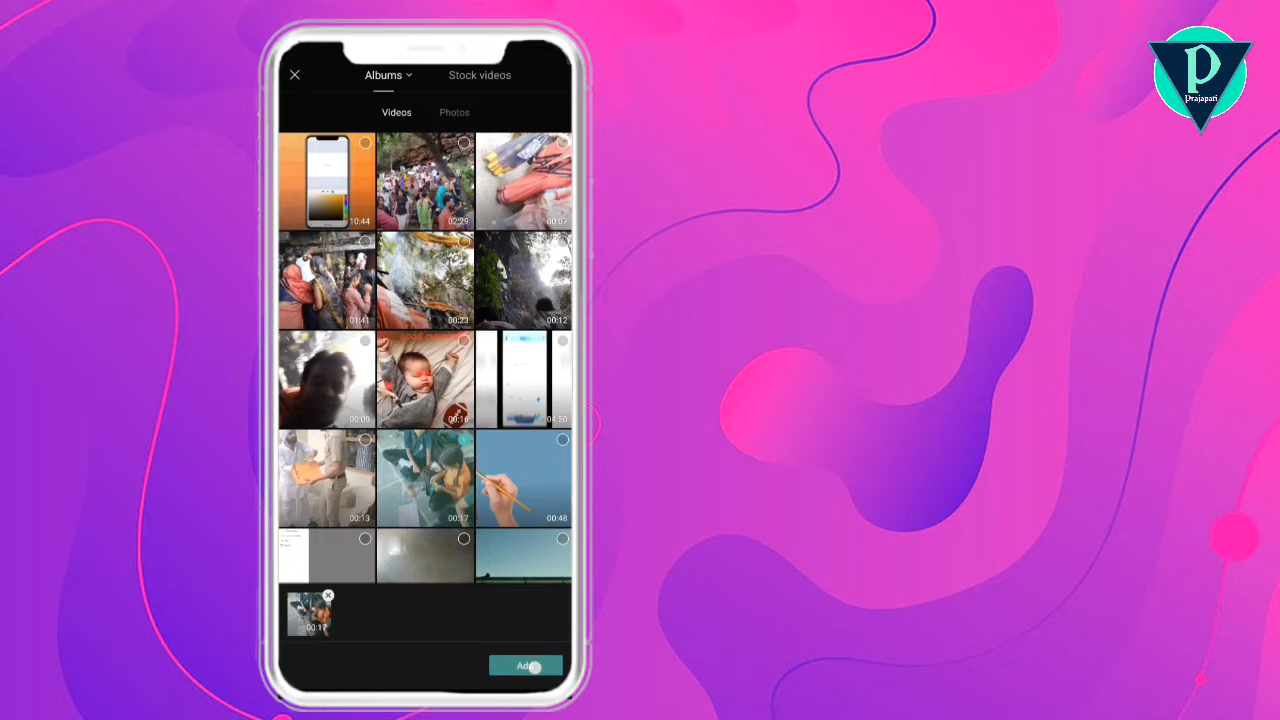 Albums
Stock videos
Videos
Photos
10:44
02:29
00:07
01:41
00:23
00:12
00:00
00:16
04:50
00:13
00:17
00:48
00:17
Add
P
Prajapati